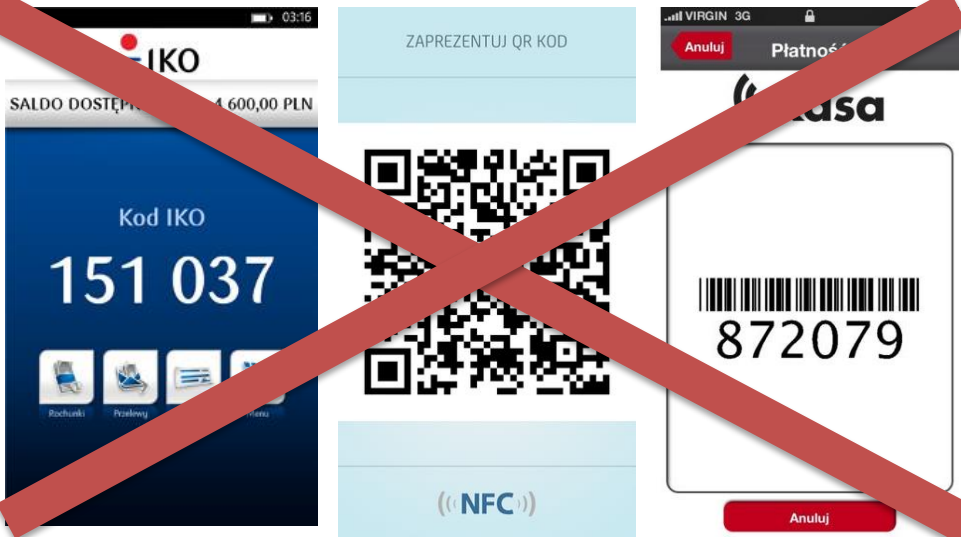 03:16
IKO
SALDO DOSTĘP
4 600,00 PLN
Kod IKO
151 037
Rachunki
Przelewy
Menu
ZAPREZENTUJ QR KOD
((( NFC )))
VIRGIN 3G
Anuluj
Płatnoś
asa
872079
Anuluj